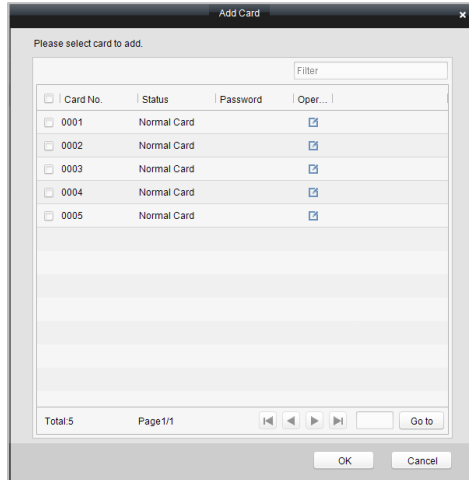 Add Card
Please select card to add.
Filter
Card No. Status Password Oper...
0001 Normal Card
0002 Normal Card
0003 Normal Card
0004 Normal Card
0005 Normal Card
Total:5 Page1/1 Go to
OK Cancel